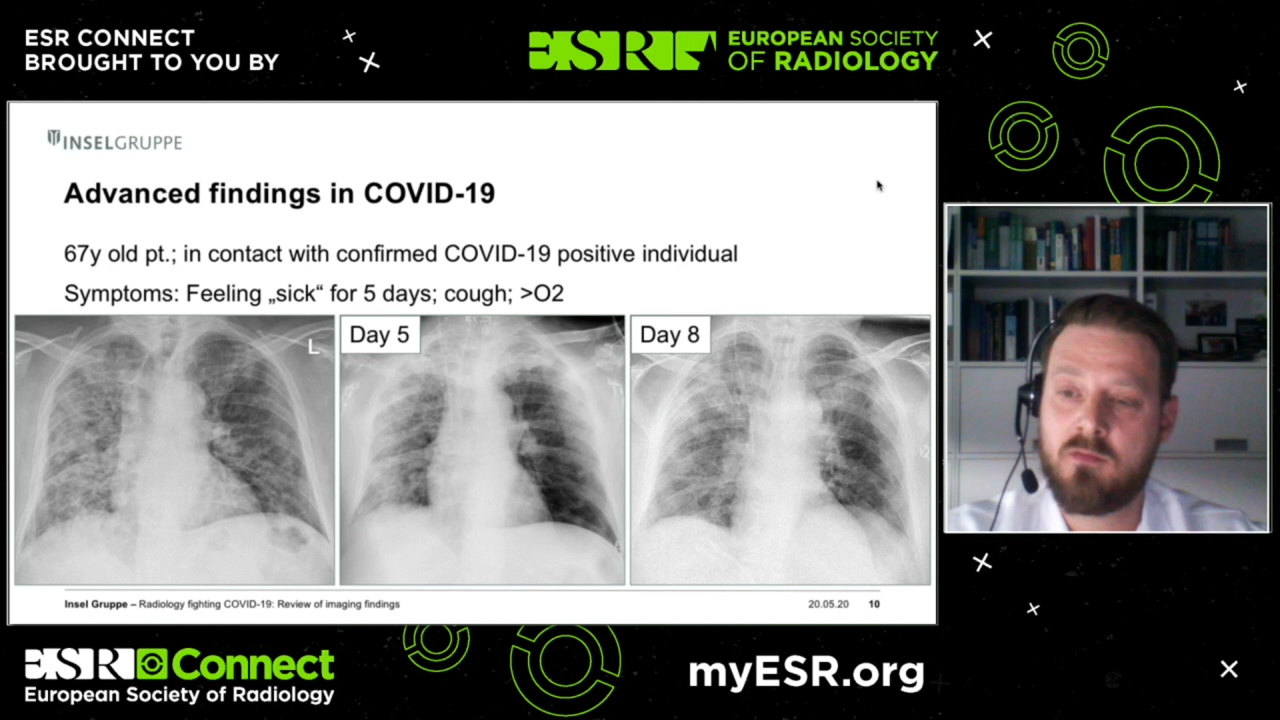 ESR CONNECT
BROUGHT TO YOU BY
ESR EUROPEAN SOCIETY
OF RADIOLOGY
INSELGRUPPE
Advanced findings in COVID-19
67y old pt.; in contact with confirmed COVID-19 positive individual
Symptoms: Feeling „sick“ for 5 days; cough; >O2
L
Day 5
Day 8
Insel Gruppe – Radiology fighting COVID-19: Review of imaging findings 20.05.20 10
ESR Connect
European Society of Radiology
myESR.org